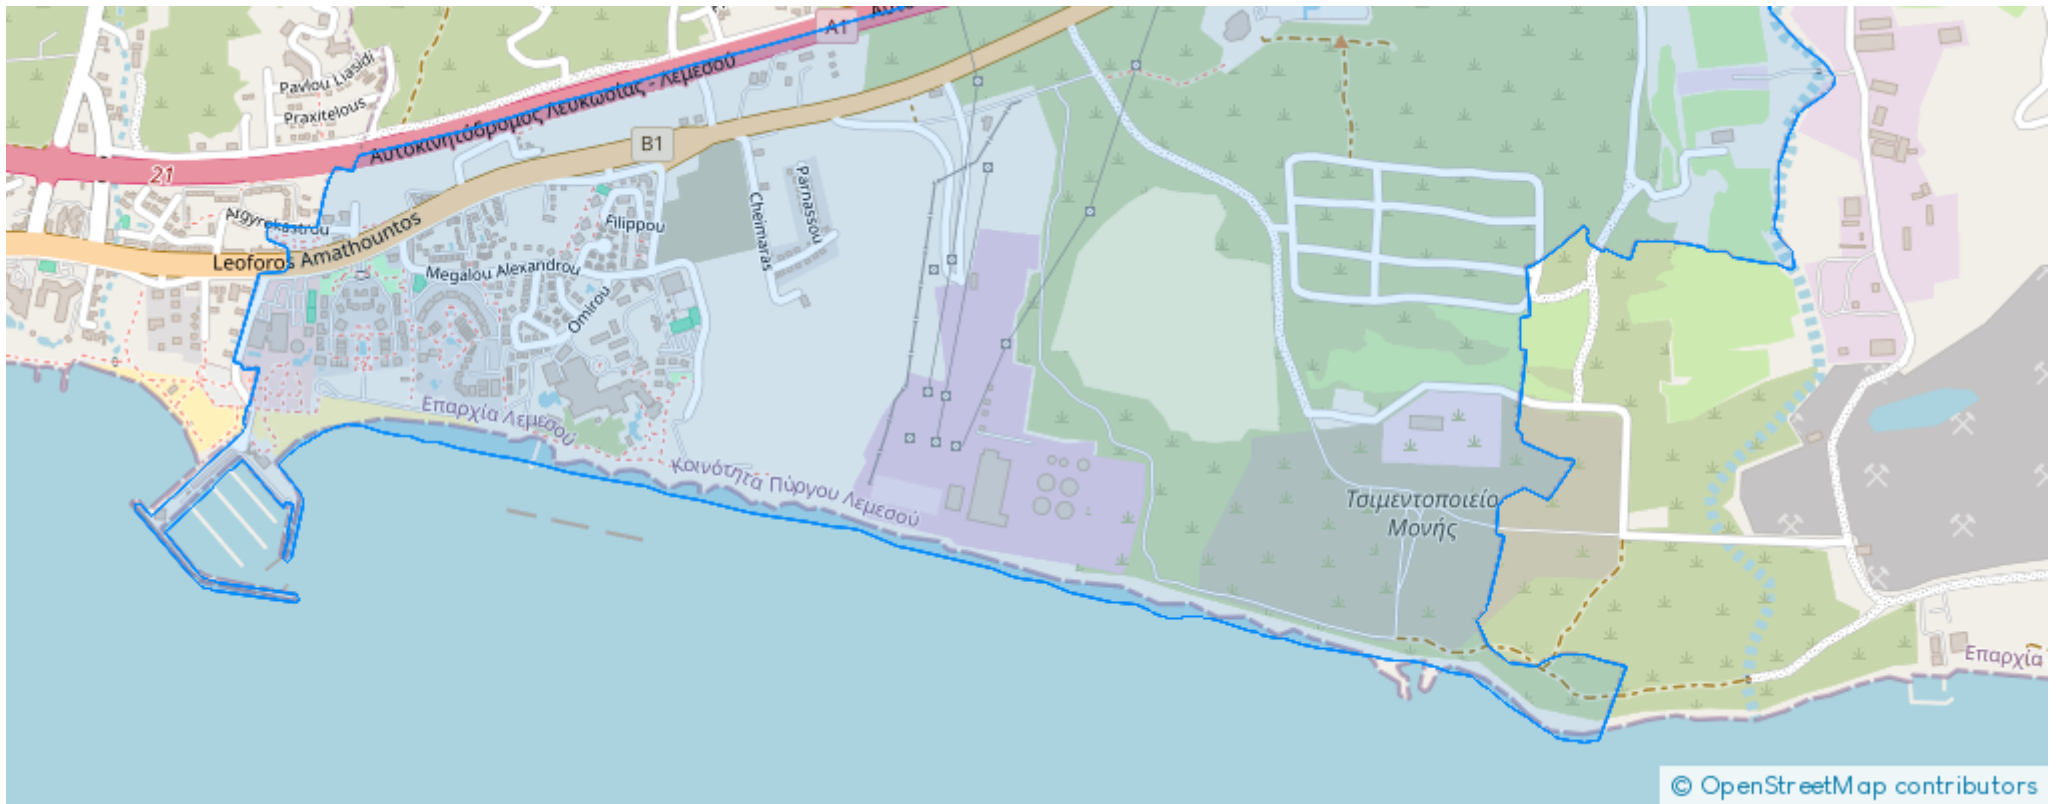 A1
Αυτοκινητόδρομος Λευκωσίας - Λεμεσού
Pavlou Liasidi
Praxitelous
21
B1
Argyrokastrou
Leoforos Amathountos
Filippou
Parnassou
Cheimaras
Megalou Alexandrou
Omirou
Επαρχία Λεμεσού
Κοινότητα Πύργου Λεμεσού
Τσιμεντοποιείο
Μονής
Επαρχία
© OpenStreetMap contributors